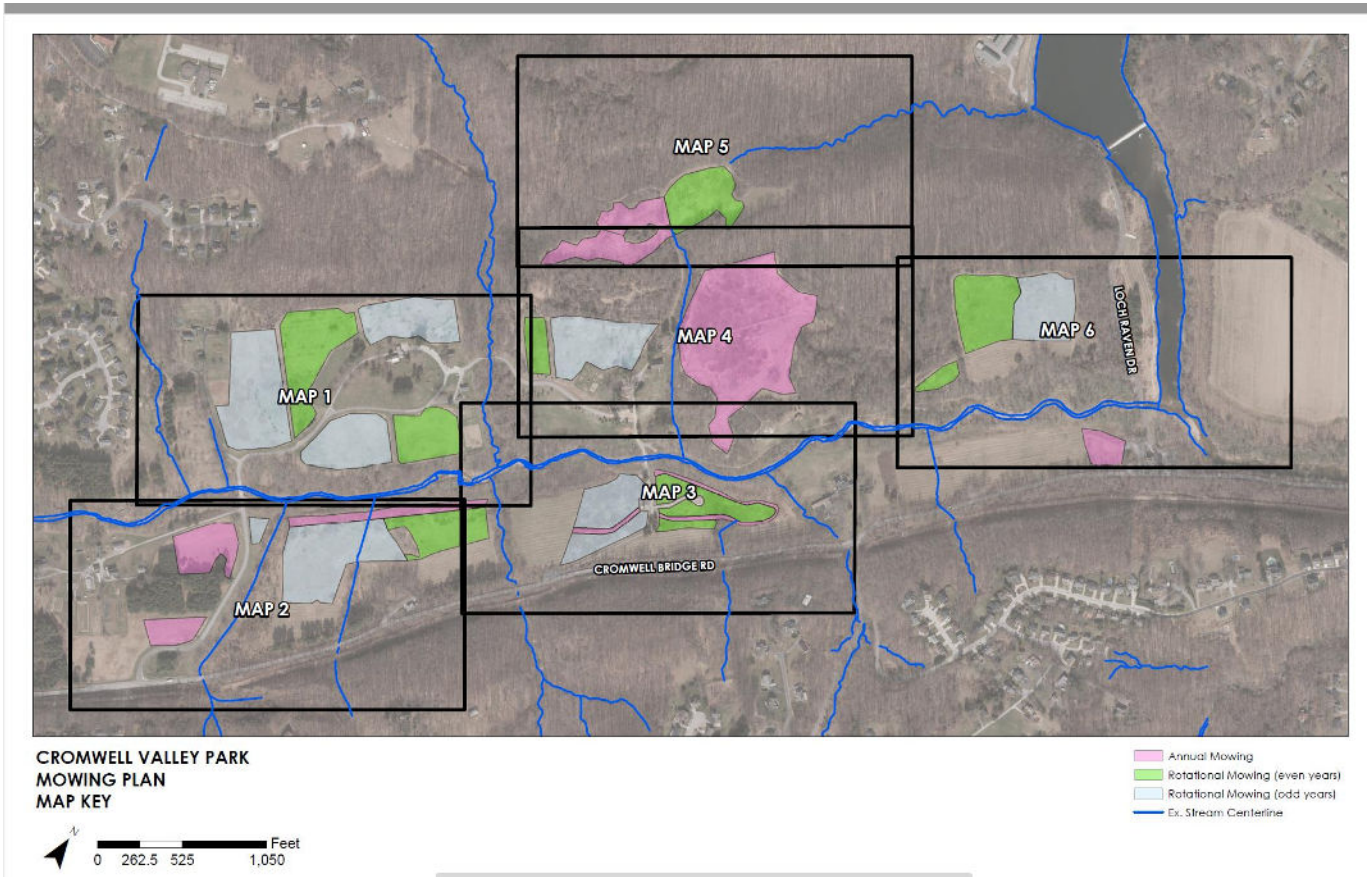 MAP 5
MAP 4
MAP 6
LOCH RAVEN DR
MAP 1
MAP 3
CROMWELL BRIDGE RD
MAP 2
CROMWELL VALLEY PARK
MOWING PLAN
MAP KEY
N
Feet
0 262.5 525 1,050
Annual Mowing
Rotational Mowing (even years)
Rotational Mowing (odd years)
Ex. Stream Centerline